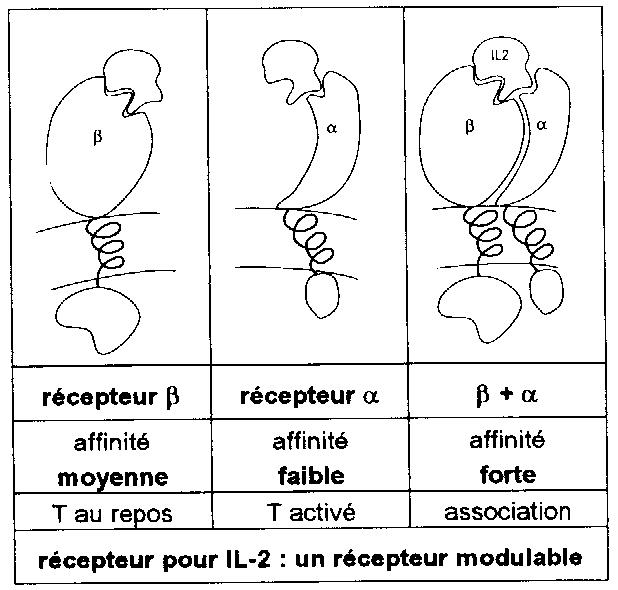 β
α
IL2
β
α
récepteur β
récepteur α
β + α
affinité
moyenne
affinité
faible
affinité
forte
T au repos
T activé
association
récepteur pour IL-2 : un récepteur modulable